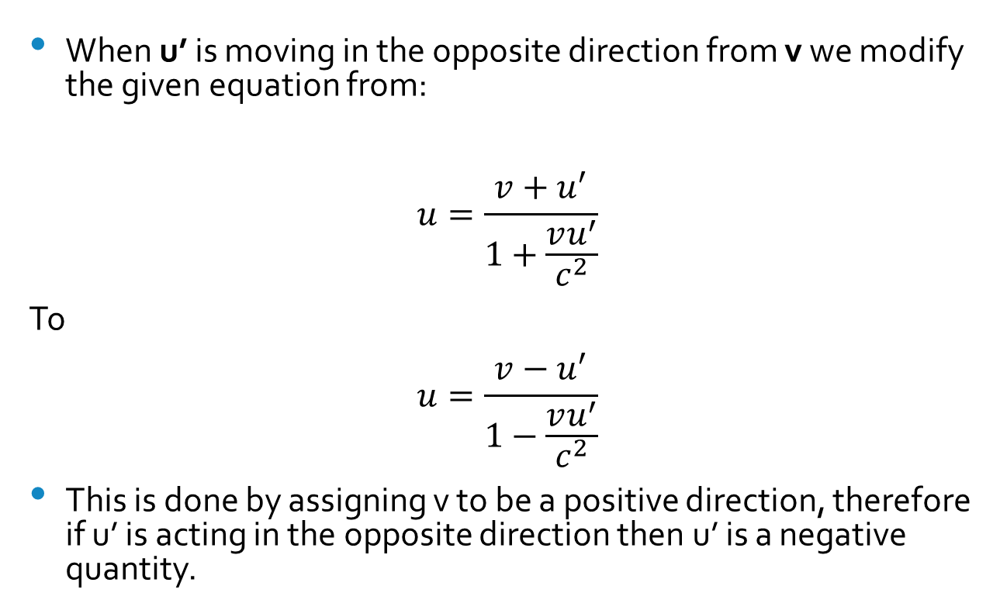 • When u′ is moving in the opposite direction from v we modify
the given equation from:
u = \frac{v + u′}{1 + \frac{vu′}{c^2}}
To
u = \frac{v − u′}{1 − \frac{vu′}{c^2}}
• This is done by assigning v to be a positive direction, therefore
if u′ is acting in the opposite direction then u′ is a negative
quantity.